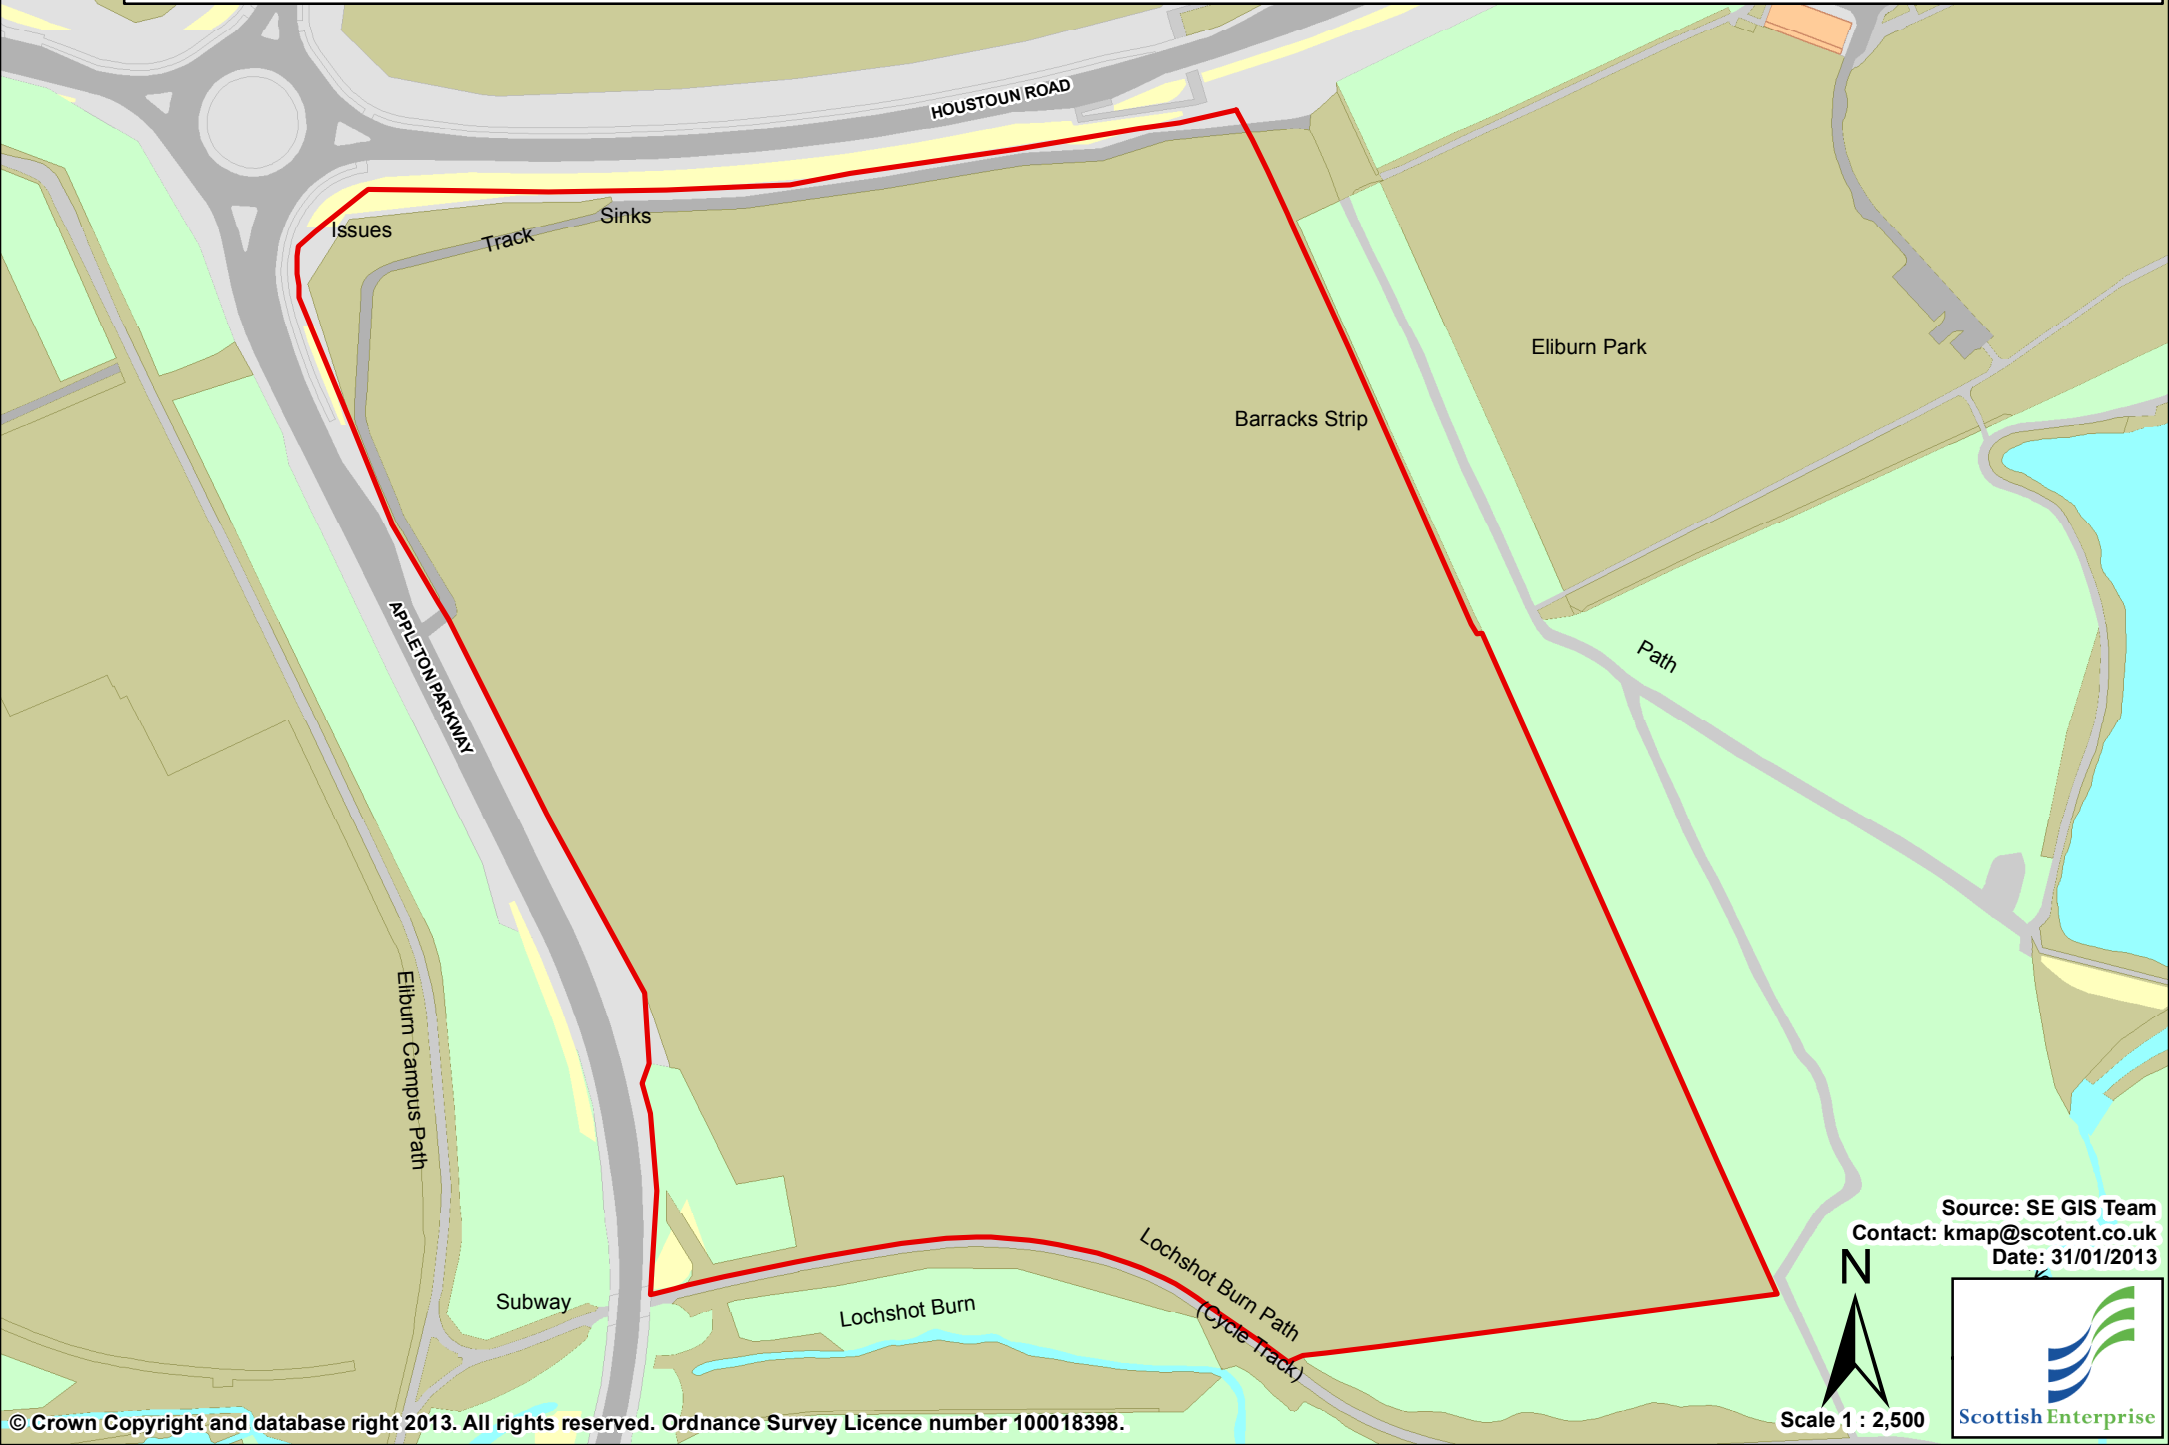 HOUSTOUN ROAD
Issues
Track
Sinks
Eliburn Park
Barracks Strip
APPLETON PARKWAY
Path
Eliburn Campus Path
Lochshot Burn Path
(Cycle Track)
Subway
Lochshot Burn
Source: SE GIS Team
Contact: kmap@scotent.co.uk
Date: 31/01/2013
N
Scale 1 : 2,500
Scottish Enterprise
© Crown Copyright and database right 2013. All rights reserved. Ordnance Survey Licence number 100018398.